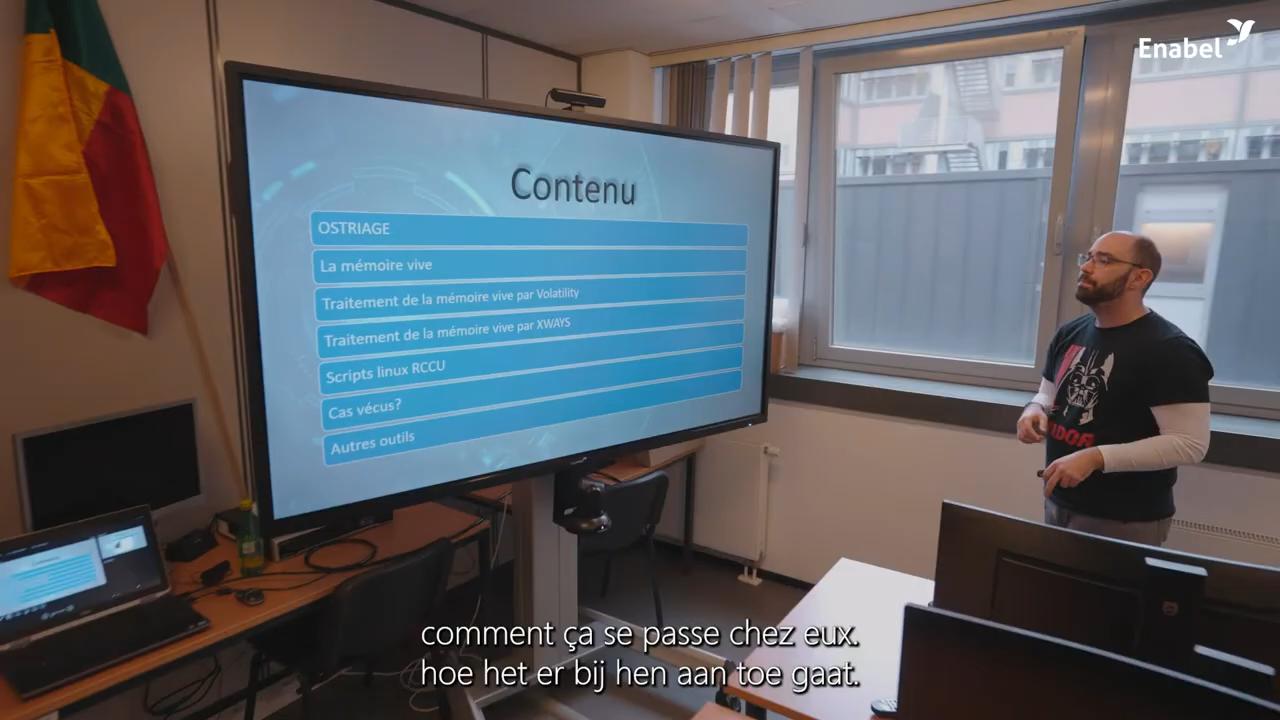 Enabel
Contenu
OSTRIAGE
La mémoire vive
Traitement de la mémoire vive par Volatility
Traitement de la mémoire vive par XWAYS
Scripts linux RCCU
Cas vécus?
Autres outils
comment ça se passe chez eux.
hoe het er bij hen aan toe gaat.